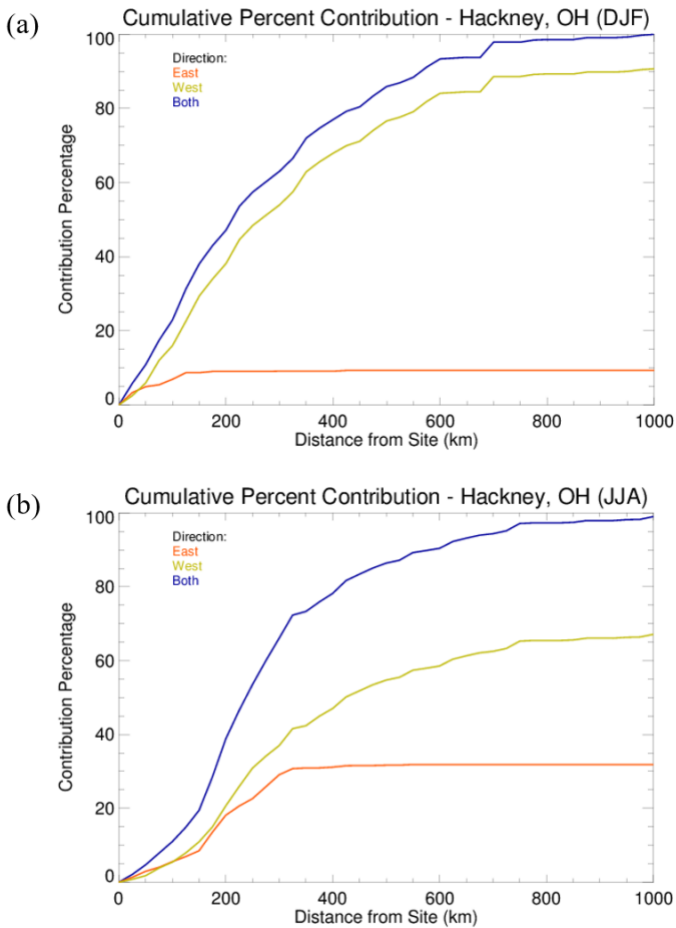 (a)
Cumulative Percent Contribution - Hackney, OH (DJF)
100
80
60
40
20
0
Contribution Percentage
Direction:
East
West
Both
0 200 400 600 800 1000
Distance from Site (km)
(b)
Cumulative Percent Contribution - Hackney, OH (JJA)
100
80
60
40
20
0
Contribution Percentage
Direction:
East
West
Both
0 200 400 600 800 1000
Distance from Site (km)